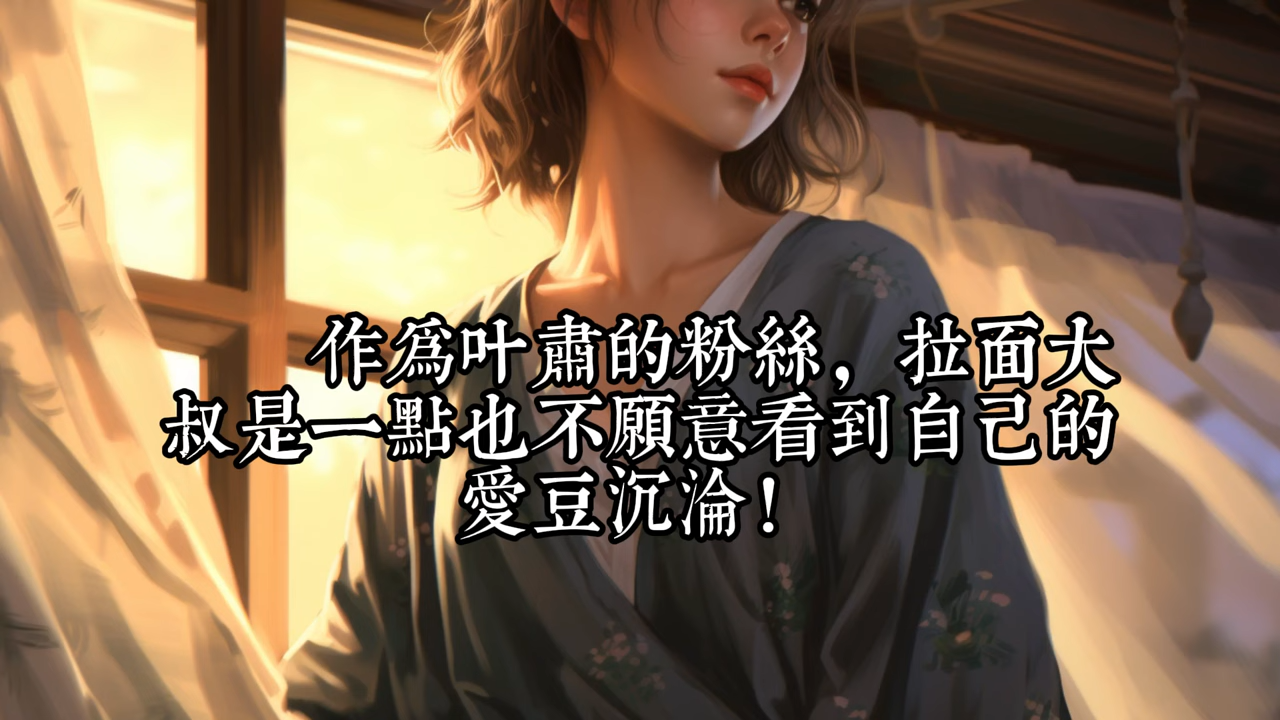 作爲叶肅的粉絲，拉面大
叔是一點也不願意看到自己的
愛豆沉淪！